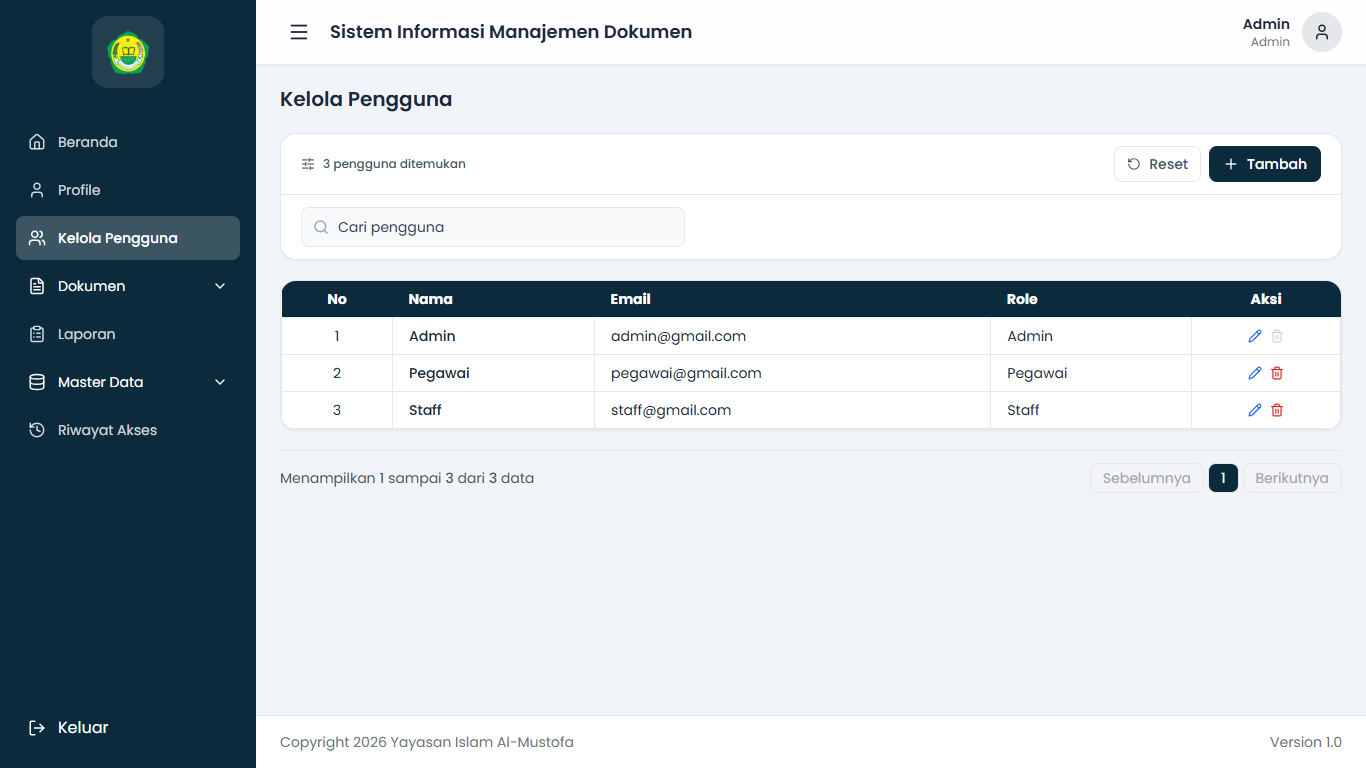 Sistem Informasi Manajemen Dokumen
Admin
Admin
Beranda
Profile
Kelola Pengguna
Dokumen
Laporan
Master Data
Riwayat Akses
Keluar
Kelola Pengguna
3 pengguna ditemukan
Reset
Tambah
Cari pengguna
No Nama Email Role Aksi
1 Admin admin@gmail.com Admin
2 Pegawai pegawai@gmail.com Pegawai
3 Staff staff@gmail.com Staff
Menampilkan 1 sampai 3 dari 3 data
Sebelumnya 1 Berikutnya
Copyright 2026 Yayasan Islam Al-Mustofa
Version 1.0